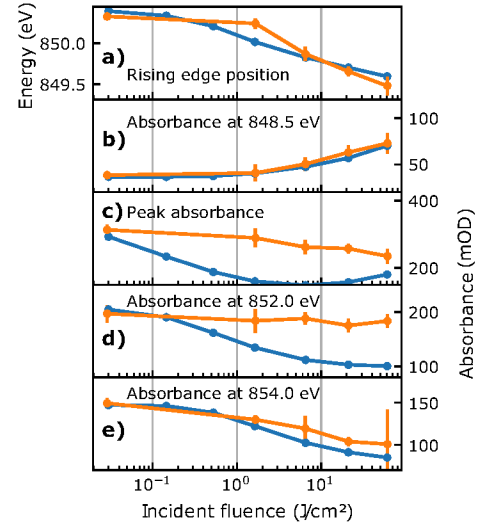 Energy (eV)
850.0
849.5
a)
Rising edge position
Absorbance at 848.5 eV
b)
100
50
c)
Peak absorbance
400
200
Absorbance (mOD)
Absorbance at 852.0 eV
d)
200
100
Absorbance at 854.0 eV
e)
150
100
10⁻¹ 10⁰ 10¹
Incident fluence (J/cm²)